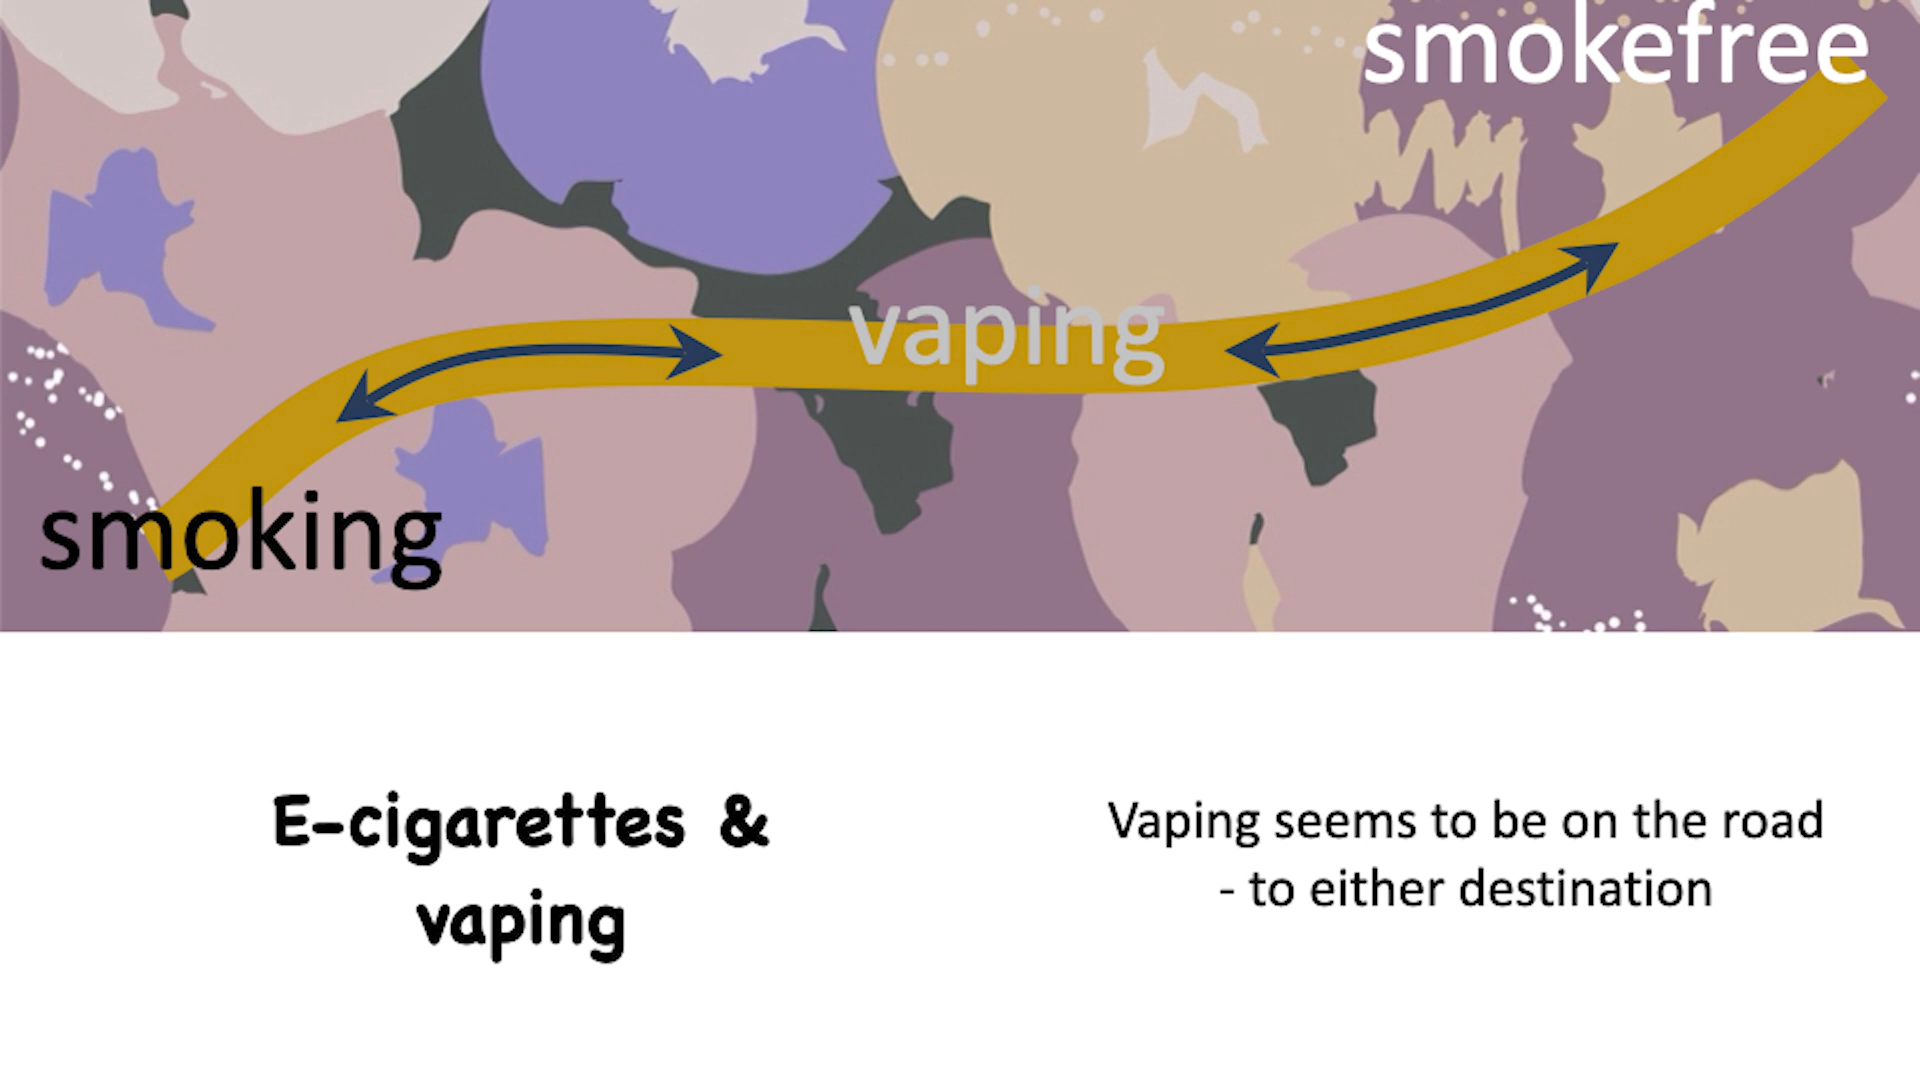 smokefree
vaping
smoking
E-cigarettes &
vaping
Vaping seems to be on the road
- to either destination